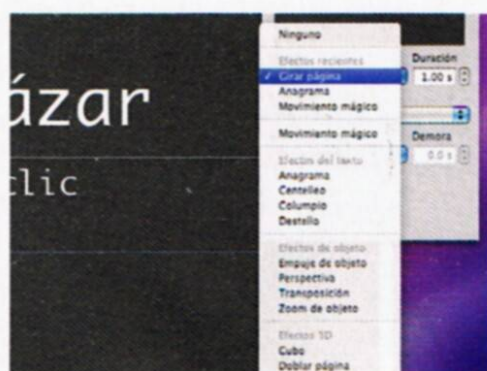 ázar
clic
Ninguno
Efectos recientes
✓ Girar página
Anagrama
Movimiento mágico
Movimiento mágico
Efectos del texto
Anagrama
Centelleo
Columpio
Destello
Efectos de objeto
Empuje de objeto
Perspectiva
Transposición
Zoom de objeto
Efectos 3D
Cubo
Doblar página
Duración
1.00 s
Demora
0.0 s